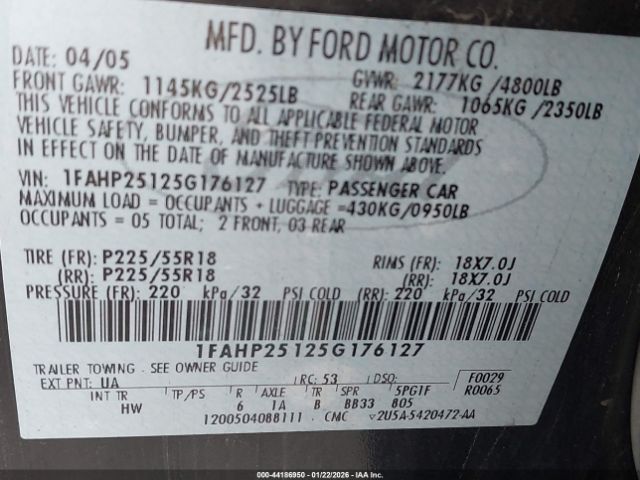 MFD. BY FORD MOTOR CO.
DATE: 04/05 GVWR: 2177KG /4800LB
FRONT GAWR: 1145KG/2525LB REAR GAWR: 1065KG /2350LB
THIS VEHICLE CONFORMS TO ALL APPLICABLE FEDERAL MOTOR
VEHICLE SAFETY, BUMPER, AND THEFT PREVENTION STANDARDS
IN EFFECT ON THE DATE OF MANUFACTURE SHOWN ABOVE.
VIN: 1FAHP25125G176127 TYPE: PASSENGER CAR
MAXIMUM LOAD = OCCUPANTS + LUGGAGE =430KG/0950LB
OCCUPANTS = 05 TOTAL; 2 FRONT, 03 REAR
TIRE (FR): P225/55R18 RIMS (FR): 18X7.0J
(RR): P225/55R18 (RR): 18X7.0J
PRESSURE (FR): 220 kPa/32 PSI COLD (RR): 220 kPa/32 PSI COLD
1FAHP25125G176127
TRAILER TOWING - SEE OWNER GUIDE
EXT PNT: UA RC: 53 DSO: F0029
INT TR TP/PS R AXLE TR SPR 5PG1F R0065
HW 6 1A B BB33 805
1200504088111 CMC v2U5A-5420472-AA
000-44186950 01/22/2026 - COPART, INC.